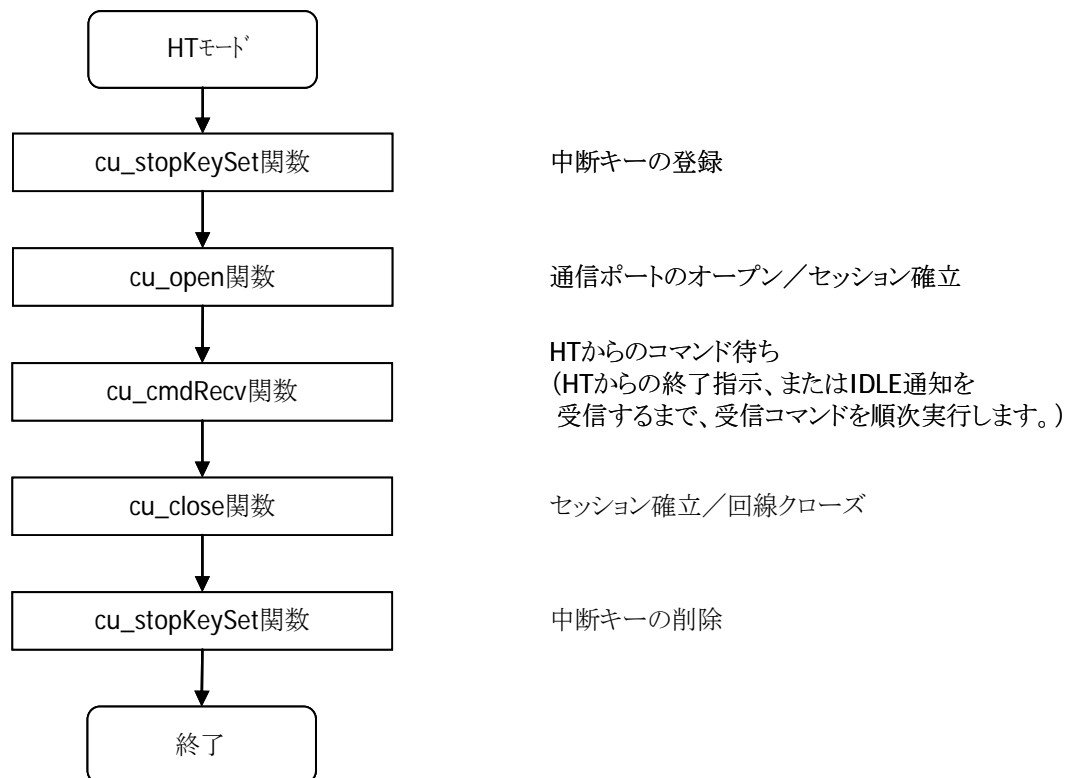 HTﾓｰﾄﾞ
cu_stopKeySet関数
中断キーの登録
cu_open関数
通信ポートのオープン／セッション確立
HTからのコマンド待ち
（HTからの終了指示、またはIDLE通知を
受信するまで、受信コマンドを順次実行します。）
cu_cmdRecv関数
cu_close関数
セッション確立／回線クローズ
cu_stopKeySet関数
中断キーの削除
終了